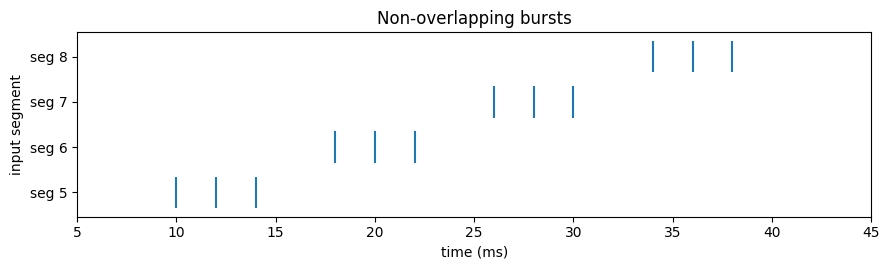 Non-overlapping bursts
input segment
seg 8
seg 7
seg 6
seg 5
5 10 15 20 25 30 35 40 45
time (ms)